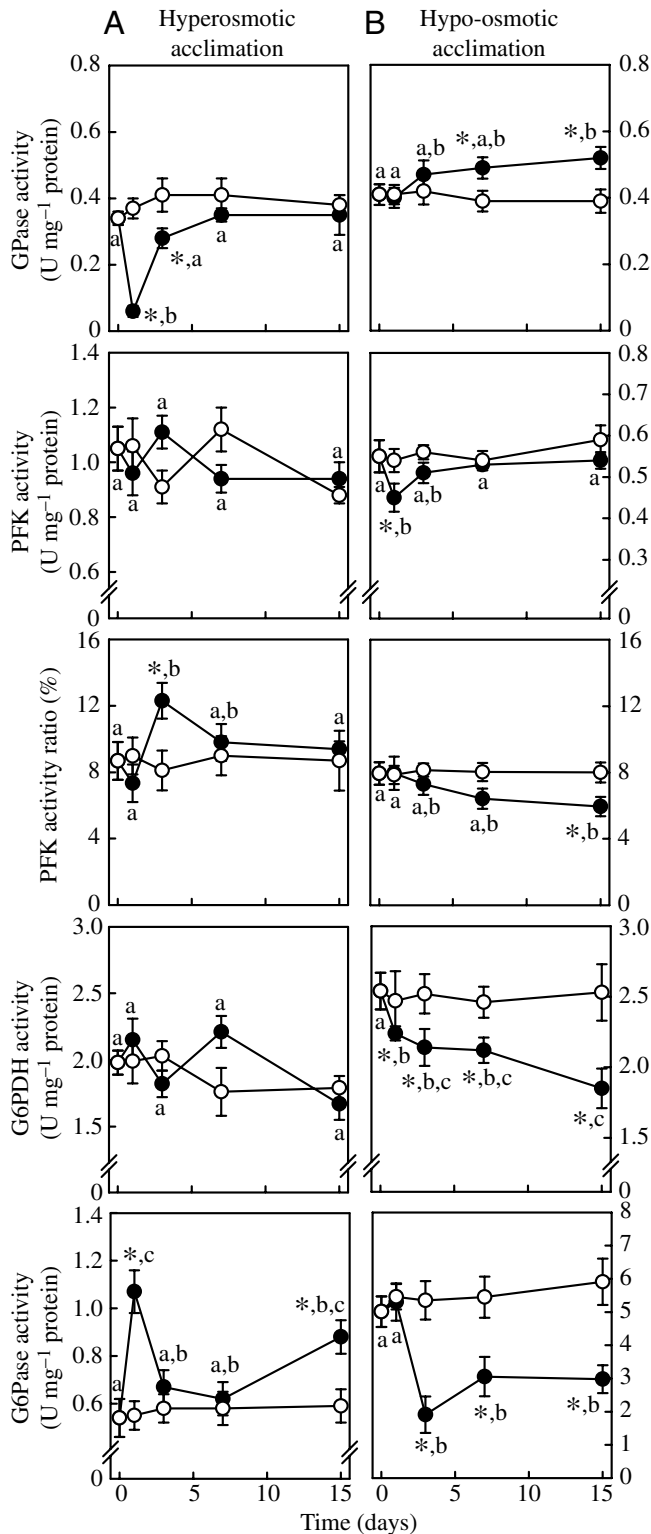 A Hyperosmotic acclimation
B Hypo-osmotic acclimation
GPase activity
(U mg–1 protein)
0.8
0.6
0.4
0.2
0
a
*,b
*,a
a
a
a a
a,b
*,a,b
*,b
0.8
0.6
0.4
0.2
0
PFK activity
(U mg–1 protein)
1.4
1.2
1.0
0.8
0.6
0
a
a
a
a
a
a
*,b
a,b
a
a
0.8
0.7
0.6
0.5
0.4
0.3
0
PFK activity ratio (%)
16
12
8
4
0
a
a
*,b
a,b
a
a
a
a,b
a,b
*,b
16
12
8
4
0
G6PDH activity
(U mg–1 protein)
3.0
2.5
2.0
1.5
0
a
a
a
a
a
a
*,b
*,b,c
*,b,c
*,c
3.0
2.5
2.0
1.5
0
G6Pase activity
(U mg–1 protein)
1.4
1.2
1.0
0.8
0.6
0
a
*,c
a,b
a,b
*,b,c
a
a
*,b
*,b
*,b
8
7
6
5
4
3
2
1
0
0 5 10 15
0 5 10 15
Time (days)